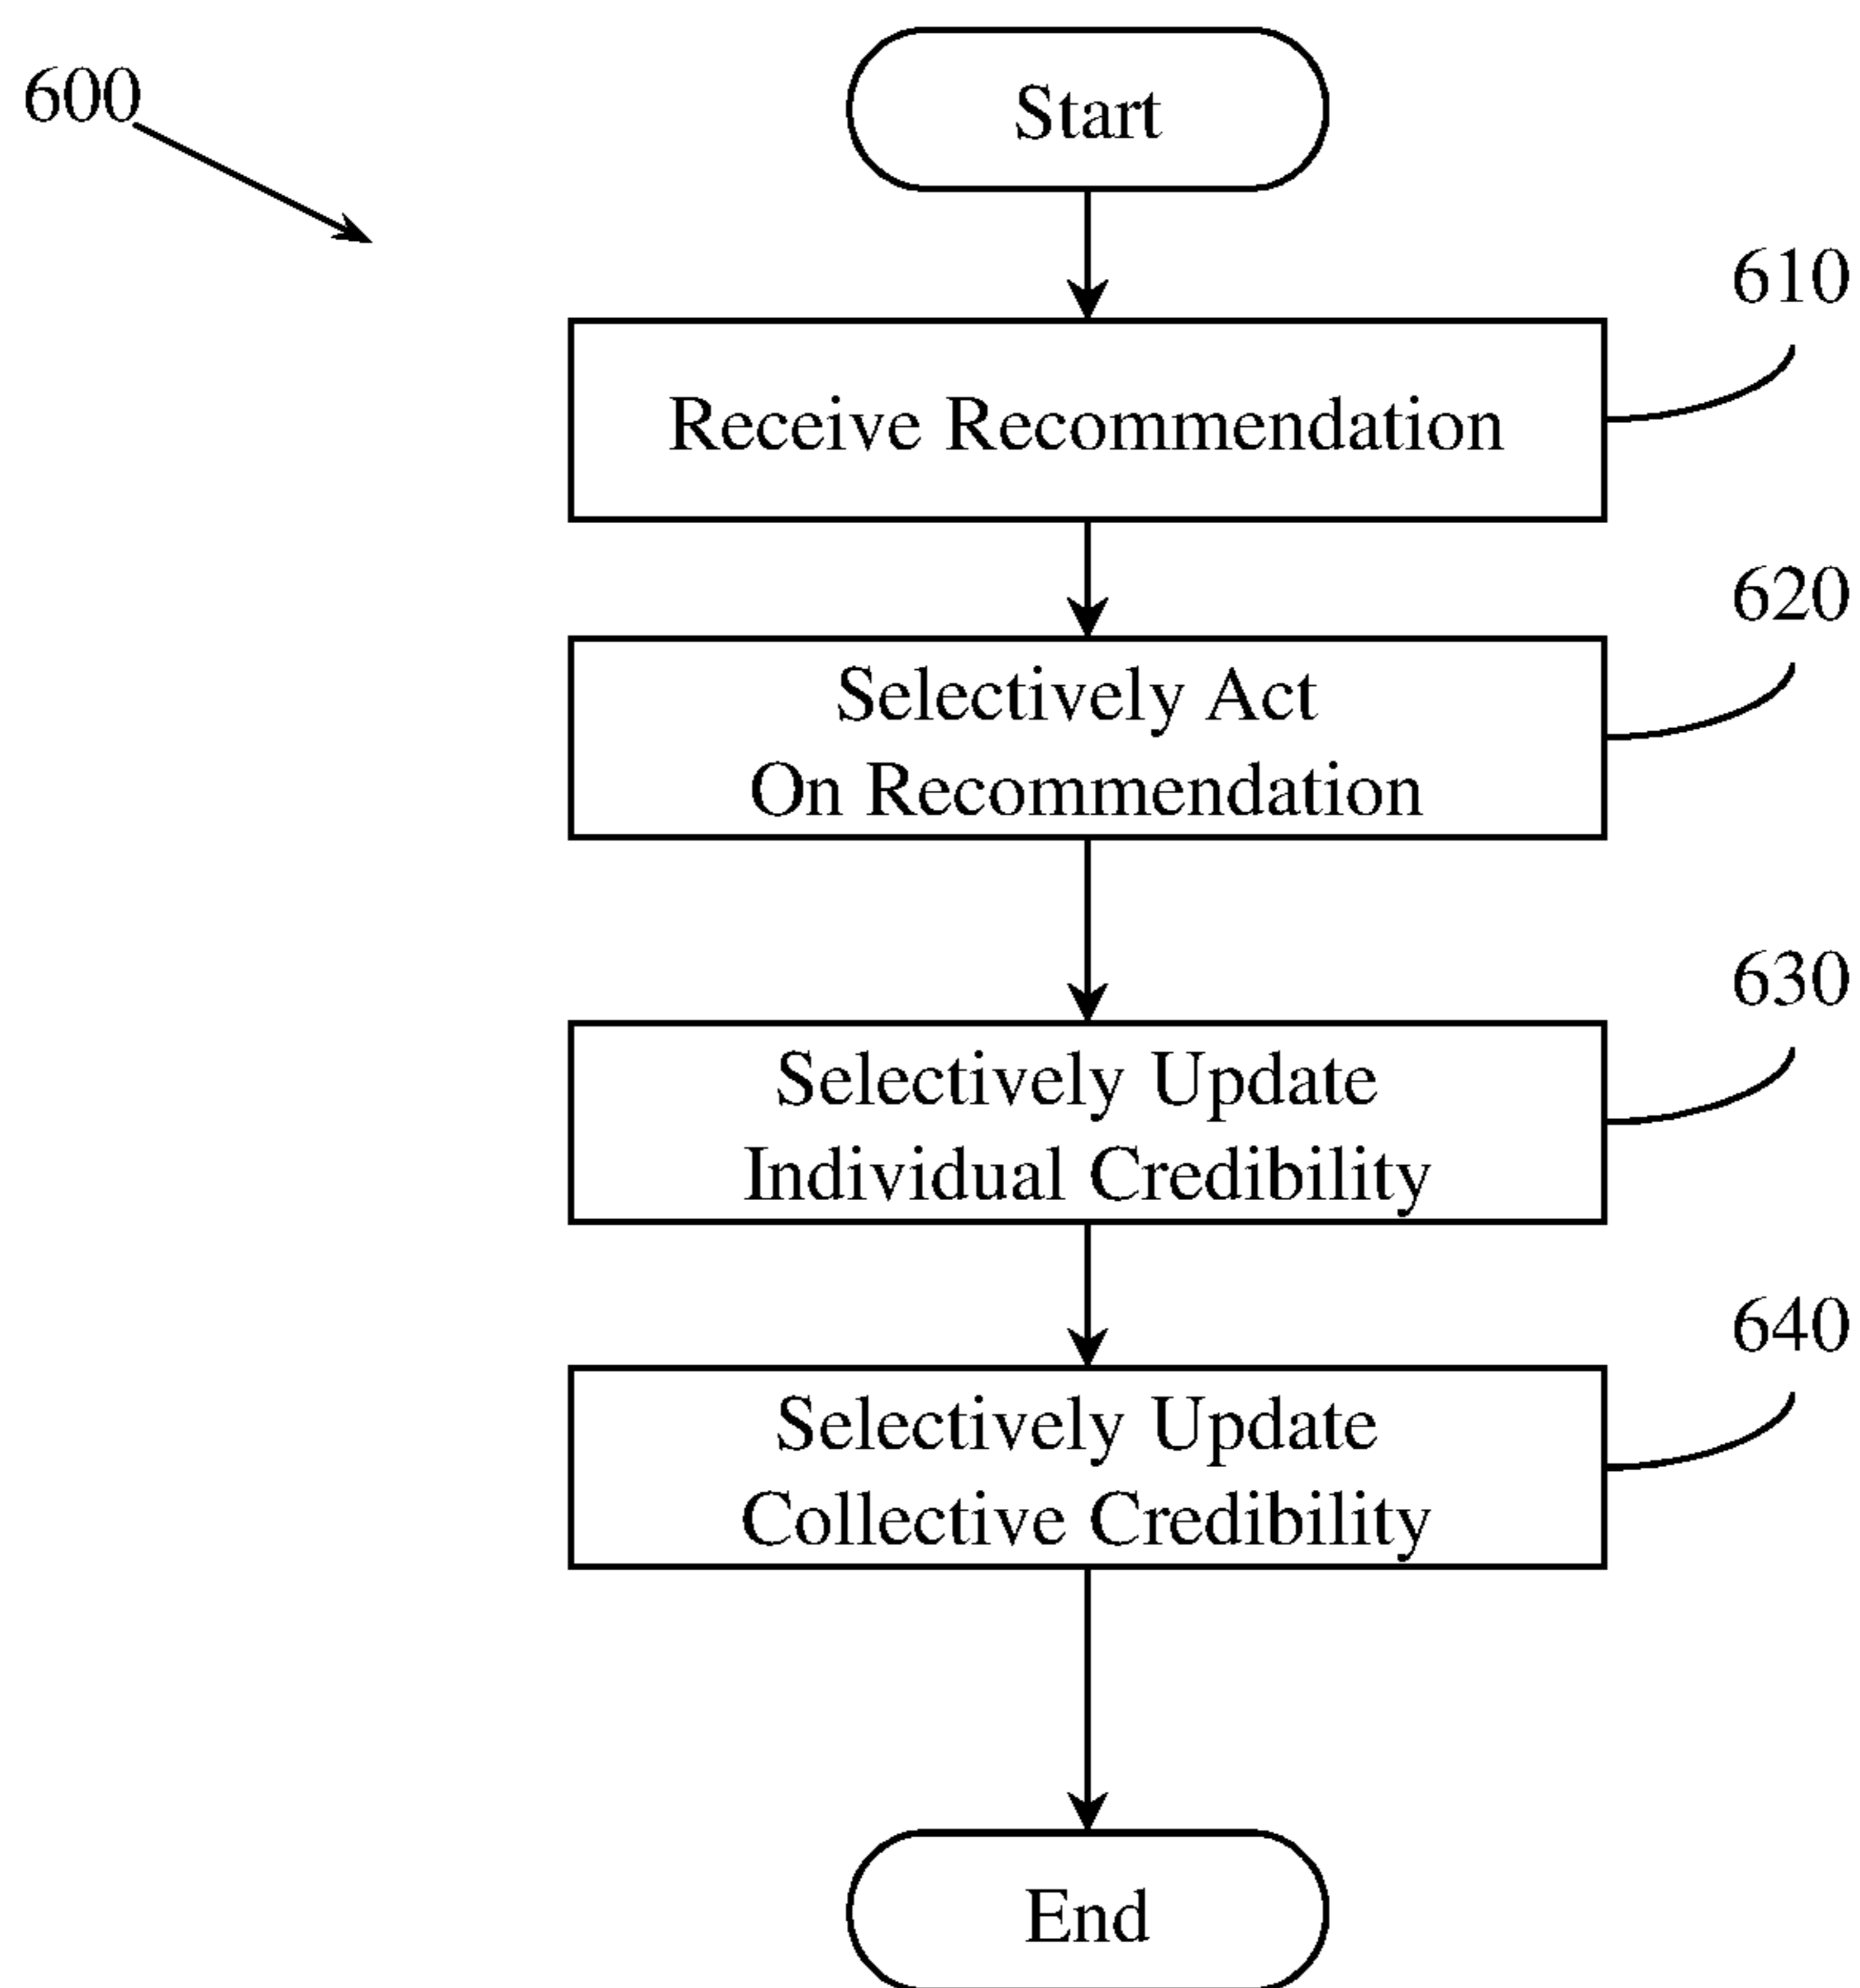 600
Start
610
Receive Recommendation
620
Selectively Act
On Recommendation
630
Selectively Update
Individual Credibility
640
Selectively Update
Collective Credibility
End